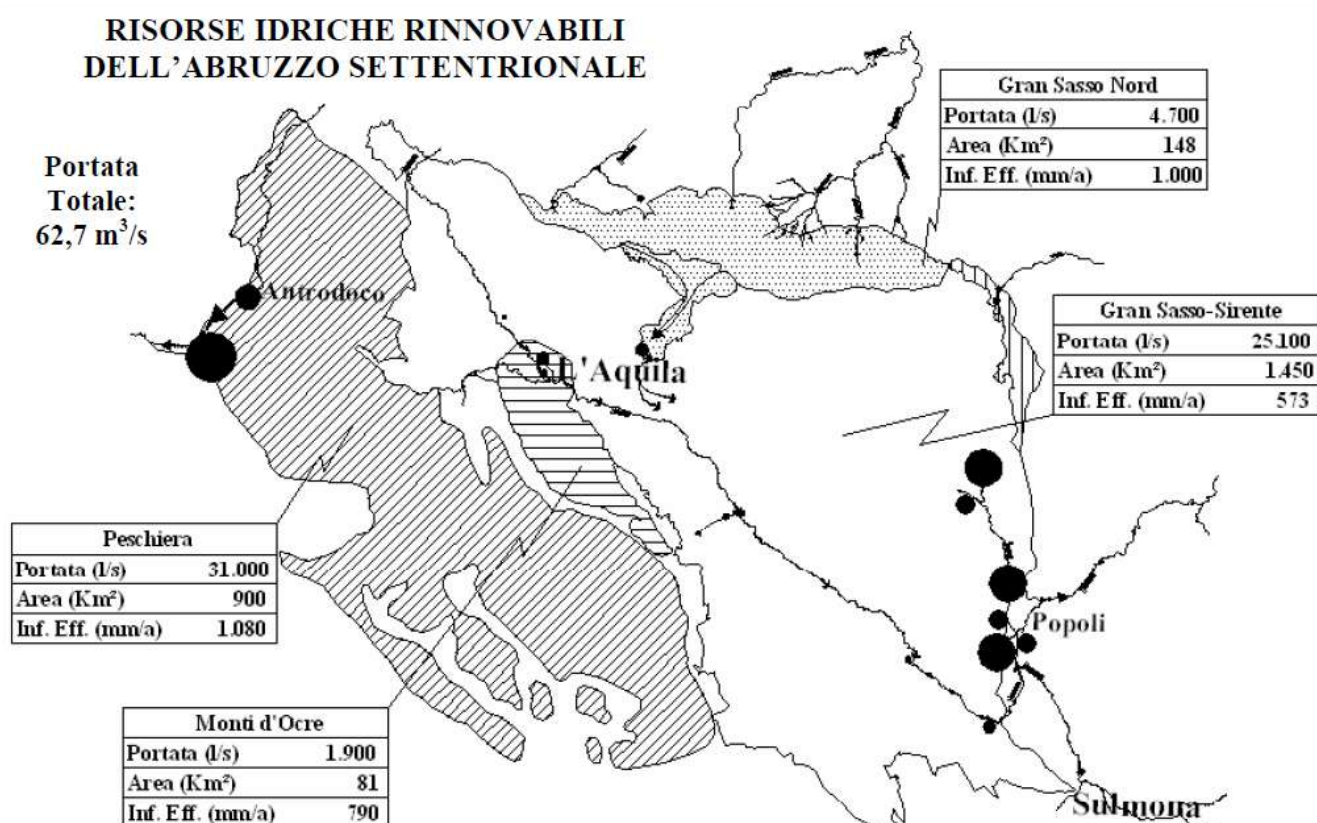 RISORSE IDRICHE RINNOVABILI
DELL'ABRUZZO SETTENTRIONALE
Portata
Totale:
62,7 m³/s
Gran Sasso Nord
Portata (l/s) 4.700
Area (Km²) 148
Inf. Eff. (mm/a) 1.000
Antrodoco
Gran Sasso-Sirente
Portata (l/s) 25.100
Area (Km²) 1.450
Inf. Eff. (mm/a) 573
L'Aquila
Peschiera
Portata (l/s) 31.000
Area (Km²) 900
Inf. Eff. (mm/a) 1.080
Popoli
Monti d'Ocre
Portata (l/s) 1.900
Area (Km²) 81
Inf. Eff. (mm/a) 790
Sulmona